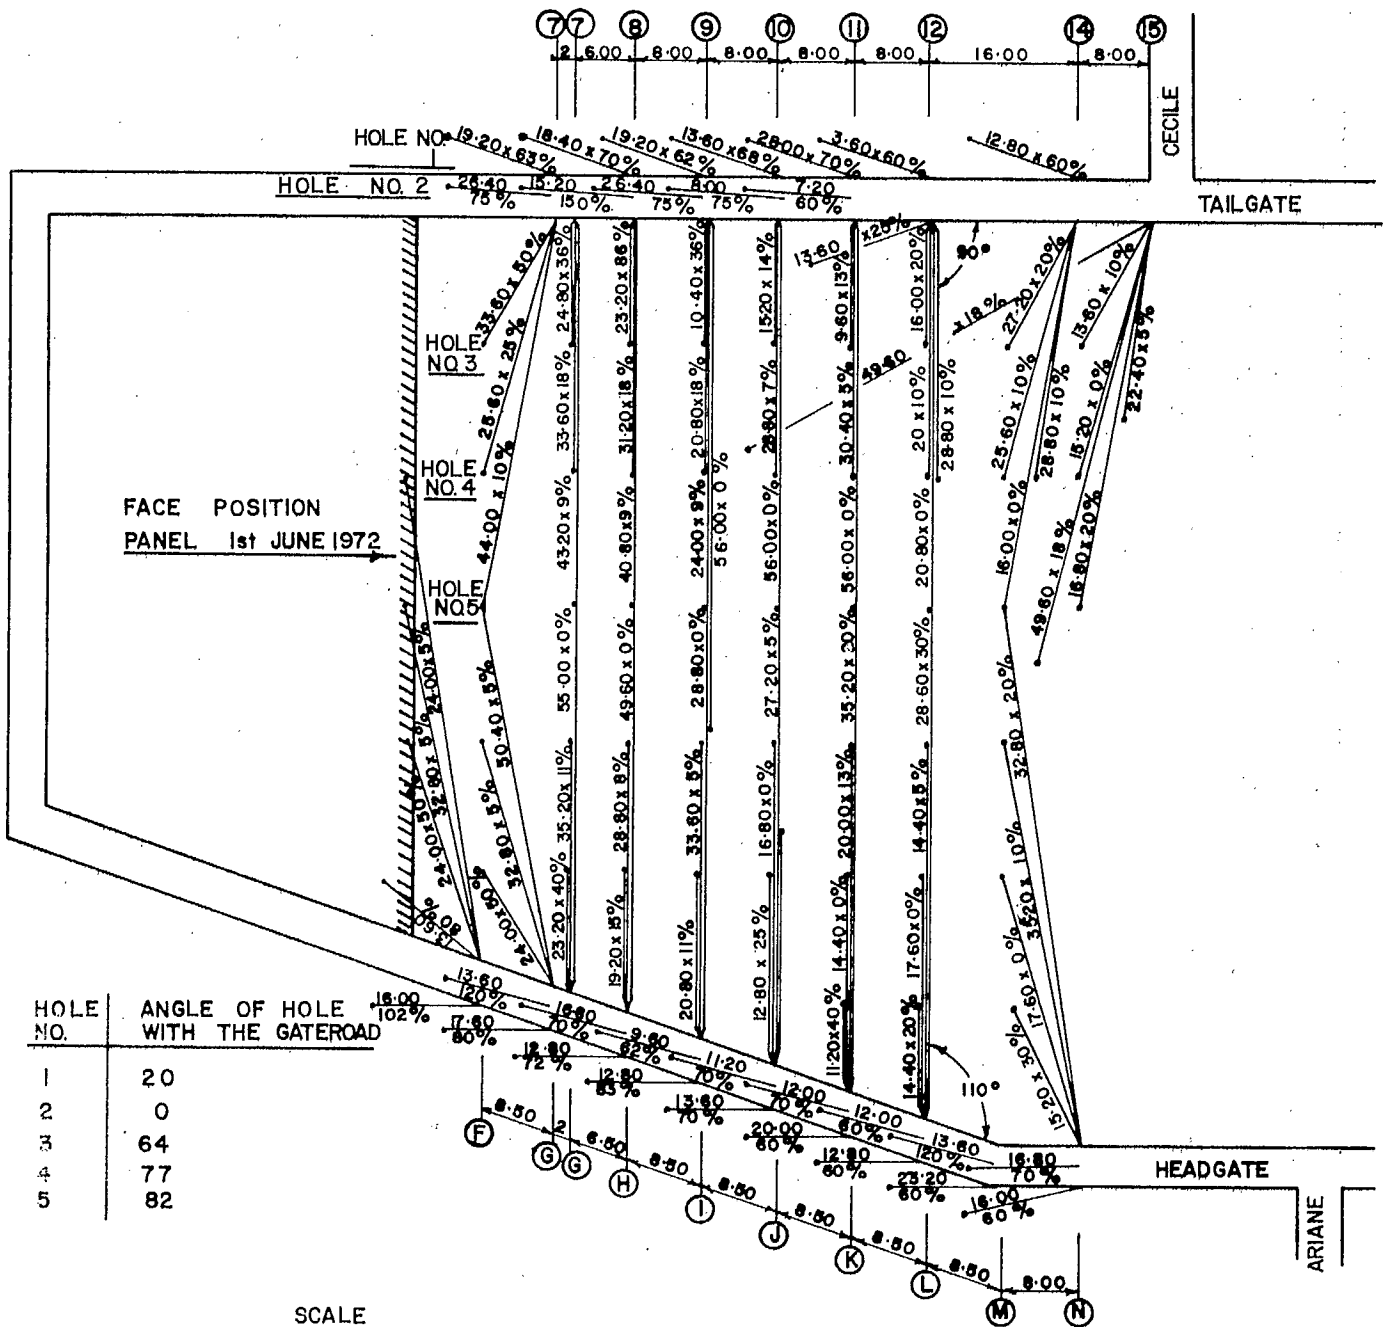 7 7 8 9 10 11 12 14 15
2 6.00 8.00 8.00 8.00 8.00 16.00 8.00
CECILE
HOLE NO.
1
19.20 x 63% 18.40 x 70% 19.20 x 62% 13.60 x 68% 28.00 x 70% 3.60 x 60% 12.80 x 60%
HOLE NO. 2
26.40 15.20 26.40 8.00 7.20
75% 150% 75% 75% 60%
TAILGATE
33.60 x 50%
24.80 x 36%
23.20 x 86%
10.40 x 36%
15.20 x 14%
13.60 x 20%
9.60 x 13%
16.00 x 20%
90°
27.20 x 20%
13.60 x 10%
49.60 x 18%
HOLE
NO.3
25.60 x 25%
33.60 x 18%
31.20 x 18%
20.80 x 18%
28.80 x 7%
30.40 x 5%
20 x 10%
28.80 x 10%
25.60 x 10%
28.80 x 10%
15.20 x 0%
22.40 x 5%
HOLE
NO.4
44.00 x 10%
43.20 x 9%
40.80 x 9%
24.00 x 9%
56.00 x 0%
56.00 x 0%
56.00 x 0%
20.80 x 0%
16.00 x 0%
49.60 x 18%
16.80 x 20%
FACE POSITION
PANEL 1st JUNE 1972
HOLE
NO.5
24.00 x 5%
32.80 x 5%
50.40 x 5%
55.00 x 0%
49.60 x 0%
28.80 x 0%
27.20 x 5%
35.20 x 20%
28.60 x 30%
32.80 x 20%
24.00 x 50%
32.80 x 5%
35.20 x 11%
28.80 x 8%
33.60 x 5%
16.80 x 0%
20.00 x 13%
14.40 x 5%
35.20 x 10%
13.60 80%
24.00 x 50%
23.20 x 40%
19.20 x 15%
20.80 x 11%
12.80 x 25%
14.40 x 0%
17.60 x 0%
17.60 x 0%
11.20 x 40%
14.40 x 20%
15.20 x 30%
110°
13.60 16.80 9.60 11.20 12.00 12.00 13.60 16.80
120% 70% 62% 70% 70% 60% 120% 70%
16.00 17.60 12.80 12.80 13.60 20.00 12.80 23.20 16.00
102% 80% 72% 83% 70% 60% 60% 60% 60%
HEADGATE
ARIANE
8.50 2 6.50 8.50 8.50 8.50 8.50 8.50 8.00
F G G H I J K L M N
HOLE NO. ANGLE OF HOLE WITH THE GATEROAD
1 20
2 0
3 64
4 77
5 82
SCALE